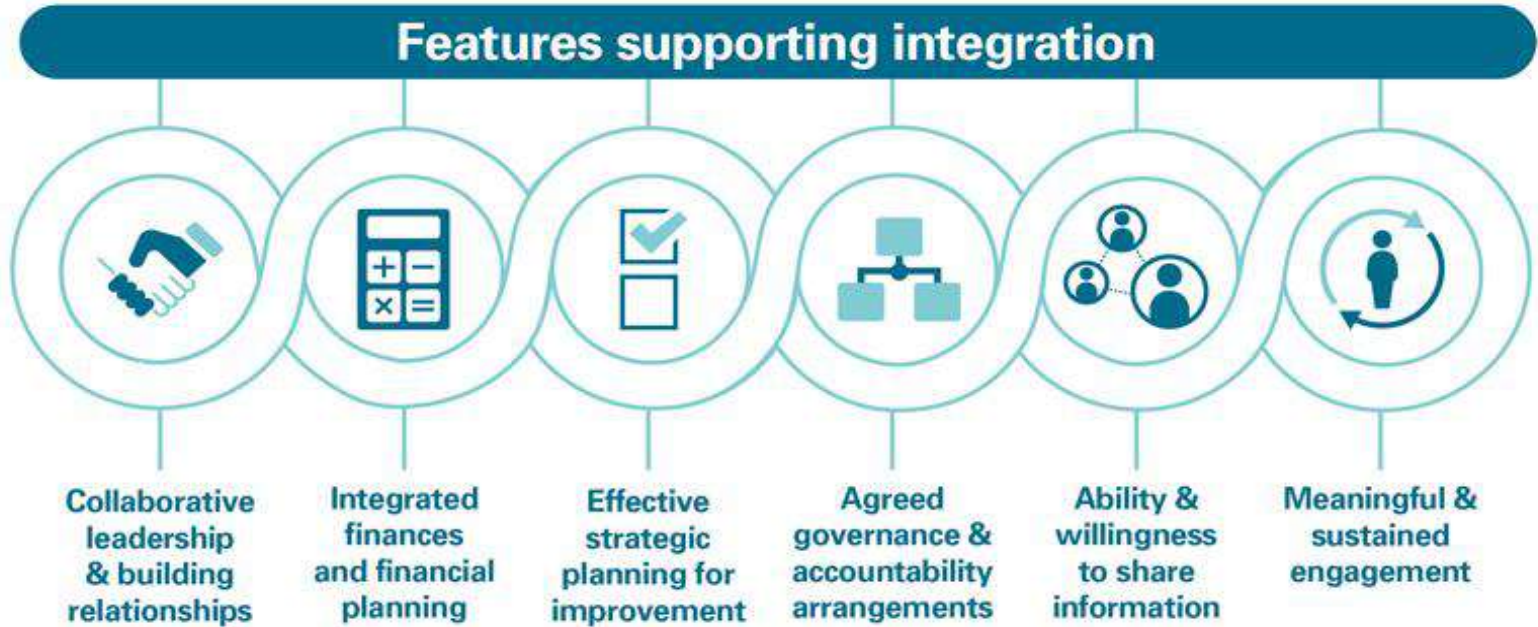 Features supporting integration
Collaborative
leadership
& building
relationships
Integrated
finances
and financial
planning
Effective
strategic
planning for
improvement
Agreed
governance &
accountability
arrangements
Ability &
willingness
to share
information
Meaningful &
sustained
engagement